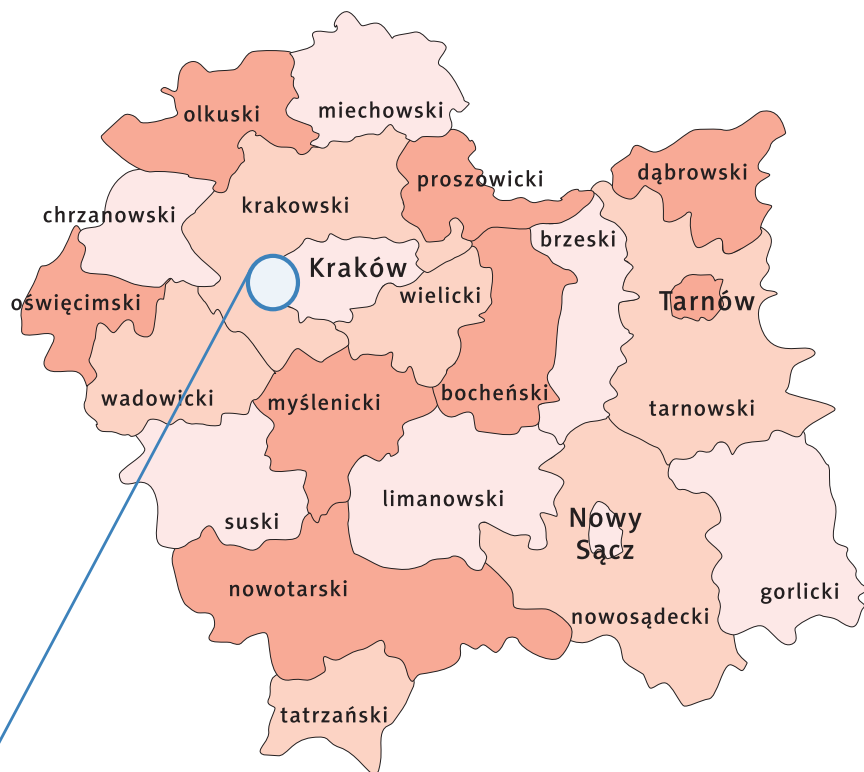 olkuski
miechowski
dąbrowski
proszowicki
krakowski
chrzanowski
brzeski
Kraków
wielicki
oświęcimski
Tarnów
wadowicki
myślenicki
bocheński
tarnowski
limanowski
suski
Nowy
Sącz
nowotarski
gorlicki
nowosądecki
tatrzański